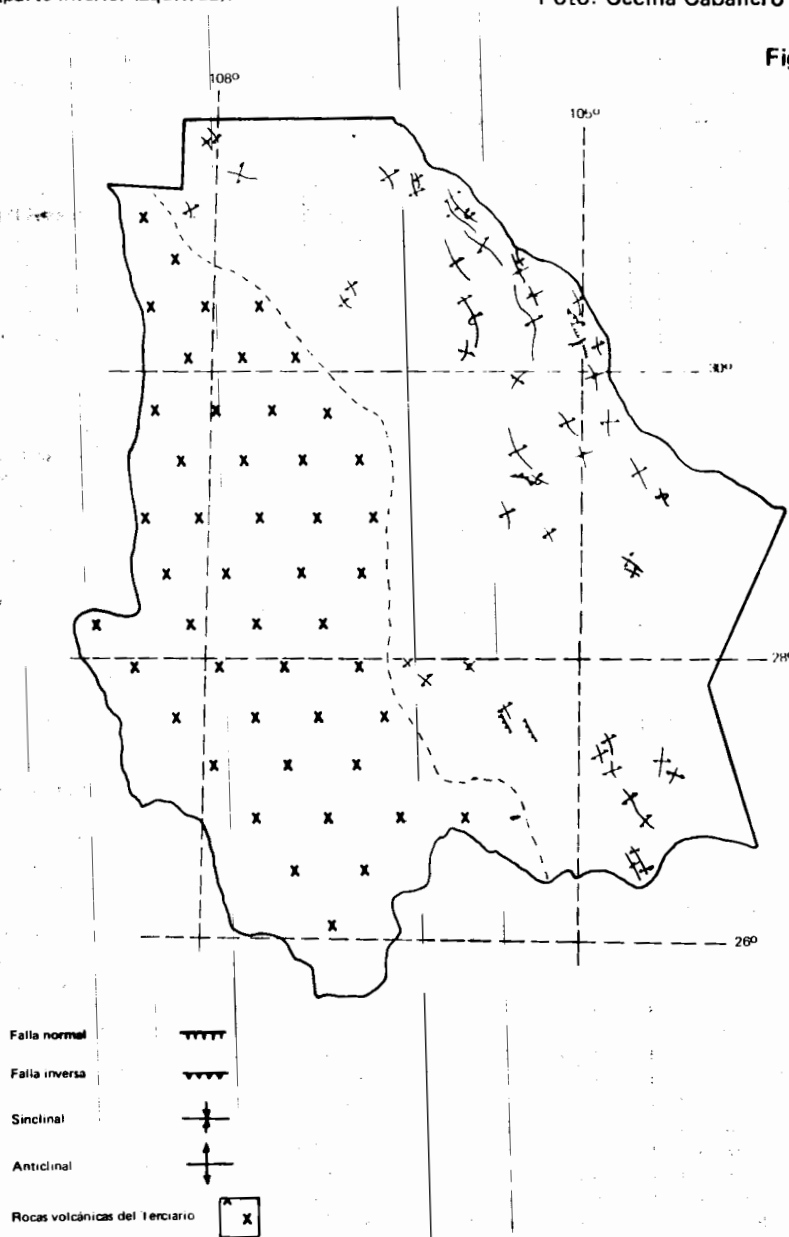 Foto: Cecilia Caballero
108º
105º
30º
28º
26º
Falla normal
Falla inversa
Sinclinal
Anticlinal
Rocas volcánicas del Terciario